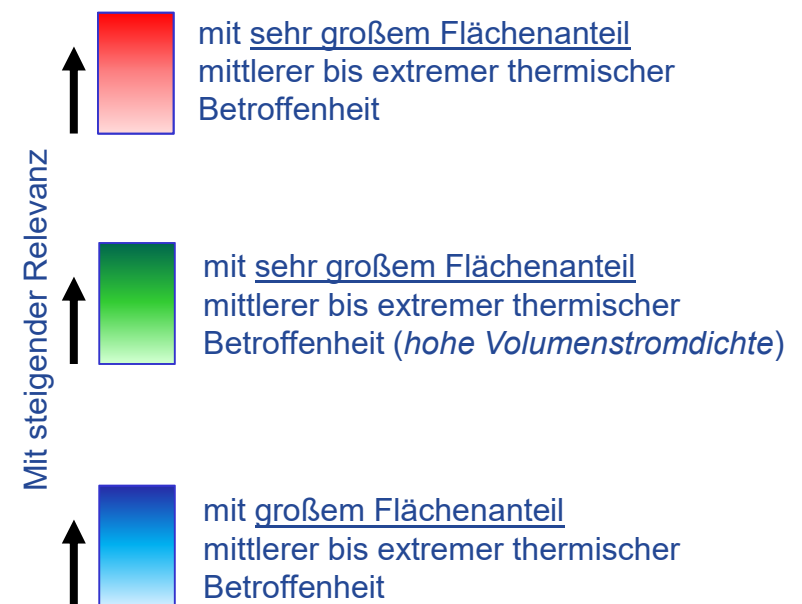 mit sehr großem Flächenanteil
mittlerer bis extremer thermischer
Betroffenheit
Mit steigender Relevanz
mit sehr großem Flächenanteil
mittlerer bis extremer thermischer
Betroffenheit (hohe Volumenstromdichte)
mit großem Flächenanteil
mittlerer bis extremer thermischer
Betroffenheit